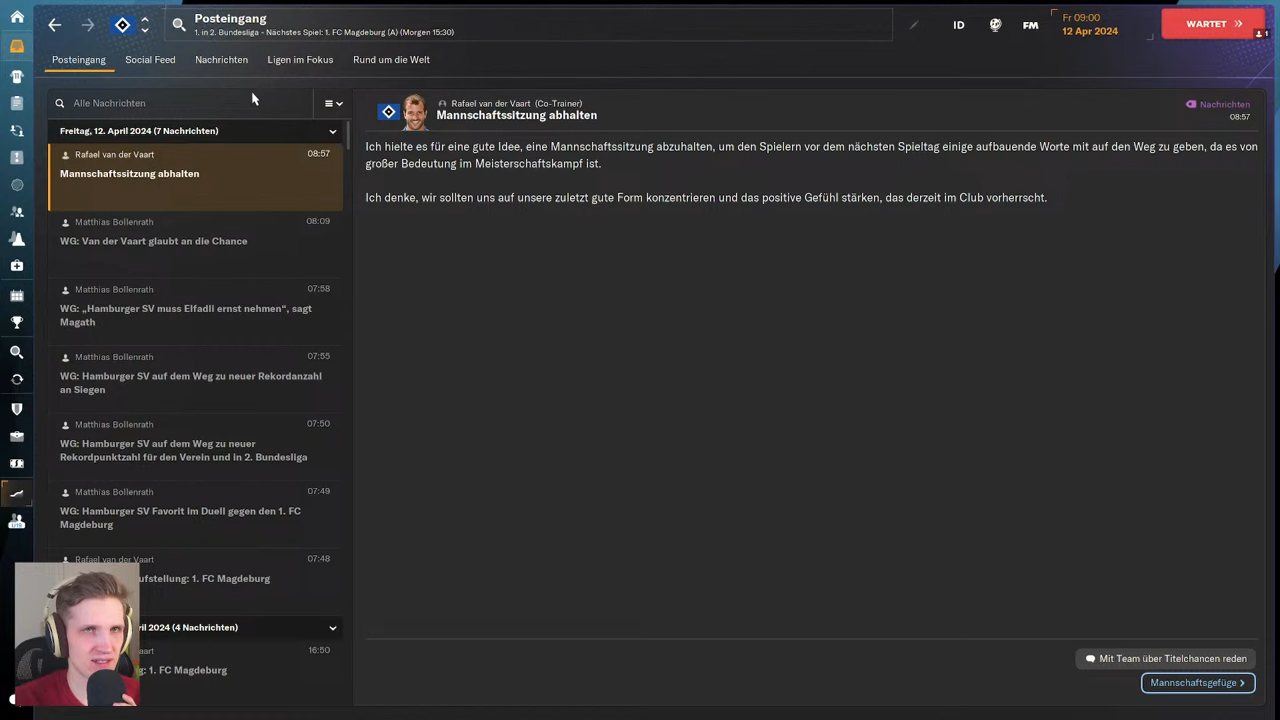 Posteingang
1. in 2. Bundesliga - Nächstes Spiel: 1. FC Magdeburg (A) (Morgen 15:30)
ID
FM
Fr 09:00
12 Apr 2024
WARTET
1
Posteingang
Social Feed
Nachrichten
Ligen im Fokus
Rund um die Welt
Alle Nachrichten
Freitag, 12. April 2024 (7 Nachrichten)
Rafael van der Vaart
08:57
Mannschaftssitzung abhalten
Matthias Bollenrath
08:09
WG: Van der Vaart glaubt an die Chance
Matthias Bollenrath
07:58
WG: „Hamburger SV muss Elfadli ernst nehmen“, sagt
Magath
Matthias Bollenrath
07:55
WG: Hamburger SV auf dem Weg zu neuer Rekordanzahl
an Siegen
Matthias Bollenrath
07:50
WG: Hamburger SV auf dem Weg zu neuer
Rekordpunktzahl für den Verein und in 2. Bundesliga
Matthias Bollenrath
07:49
WG: Hamburger SV Favorit im Duell gegen den 1. FC
Magdeburg
Rafael van der Vaart
07:48
ufstellung: 1. FC Magdeburg
ril 2024 (4 Nachrichten)
aart
16:50
g: 1. FC Magdeburg
Rafael van der Vaart (Co-Trainer)
Mannschaftssitzung abhalten
Nachrichten
08:57
Ich hielte es für eine gute Idee, eine Mannschaftssitzung abzuhalten, um den Spielern vor dem nächsten Spieltag einige aufbauende Worte mit auf den Weg zu geben, da es von
großer Bedeutung im Meisterschaftskampf ist.
Ich denke, wir sollten uns auf unsere zuletzt gute Form konzentrieren und das positive Gefühl stärken, das derzeit im Club vorherrscht.
Mit Team über Titelchancen reden
Mannschaftsgefüge
U19